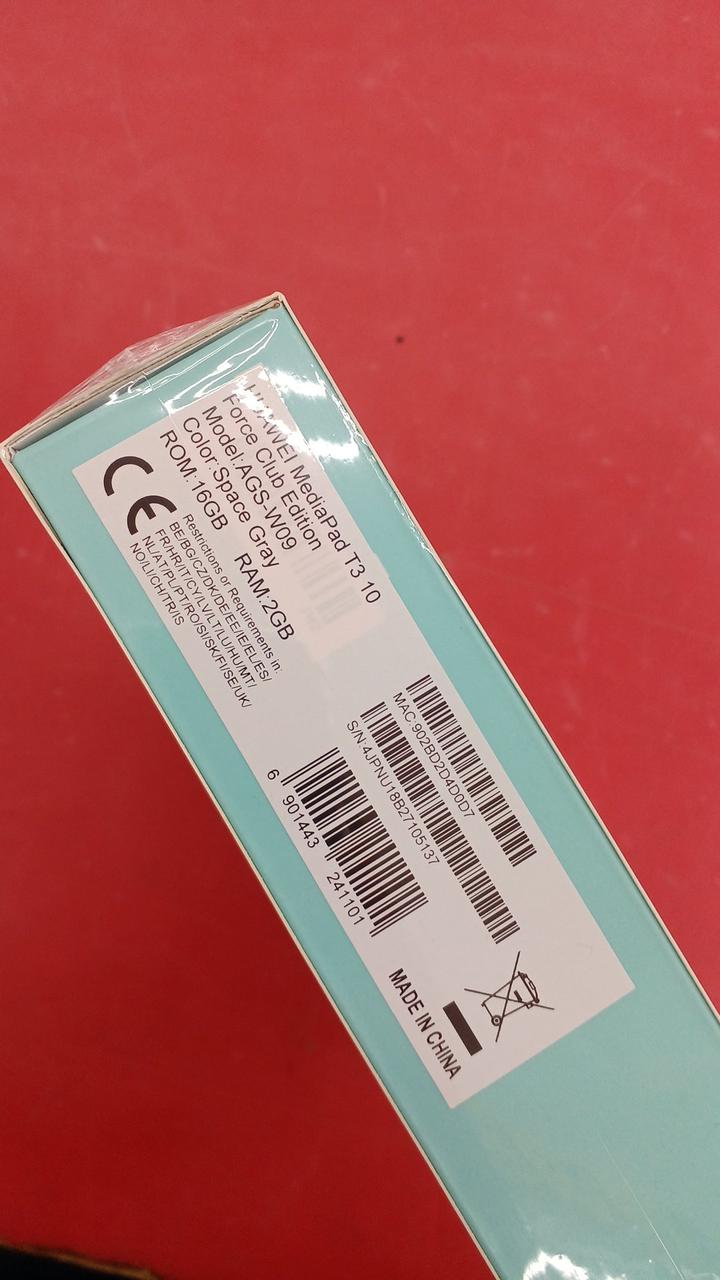 HUAWEI MediaPad T3 10
Force Club Edition
Model:AGS-W09
Color:Space Gray
ROM:16GB RAM:2GB
CE
Restrictions or Requirements in:
BE/BG/CZ/DK/DE/EE/IE/EL/ES/
FR/HR/IT/CY/LV/LT/LU/HU/MT/
NL/AT/PL/PT/RO/SI/SK/FI/SE/UK/
NO/LI/CH/TR/IS
MAC:902BD2D4D0D7
S/N:4JPNU18B27105137
6 901443 241101
MADE IN CHINA